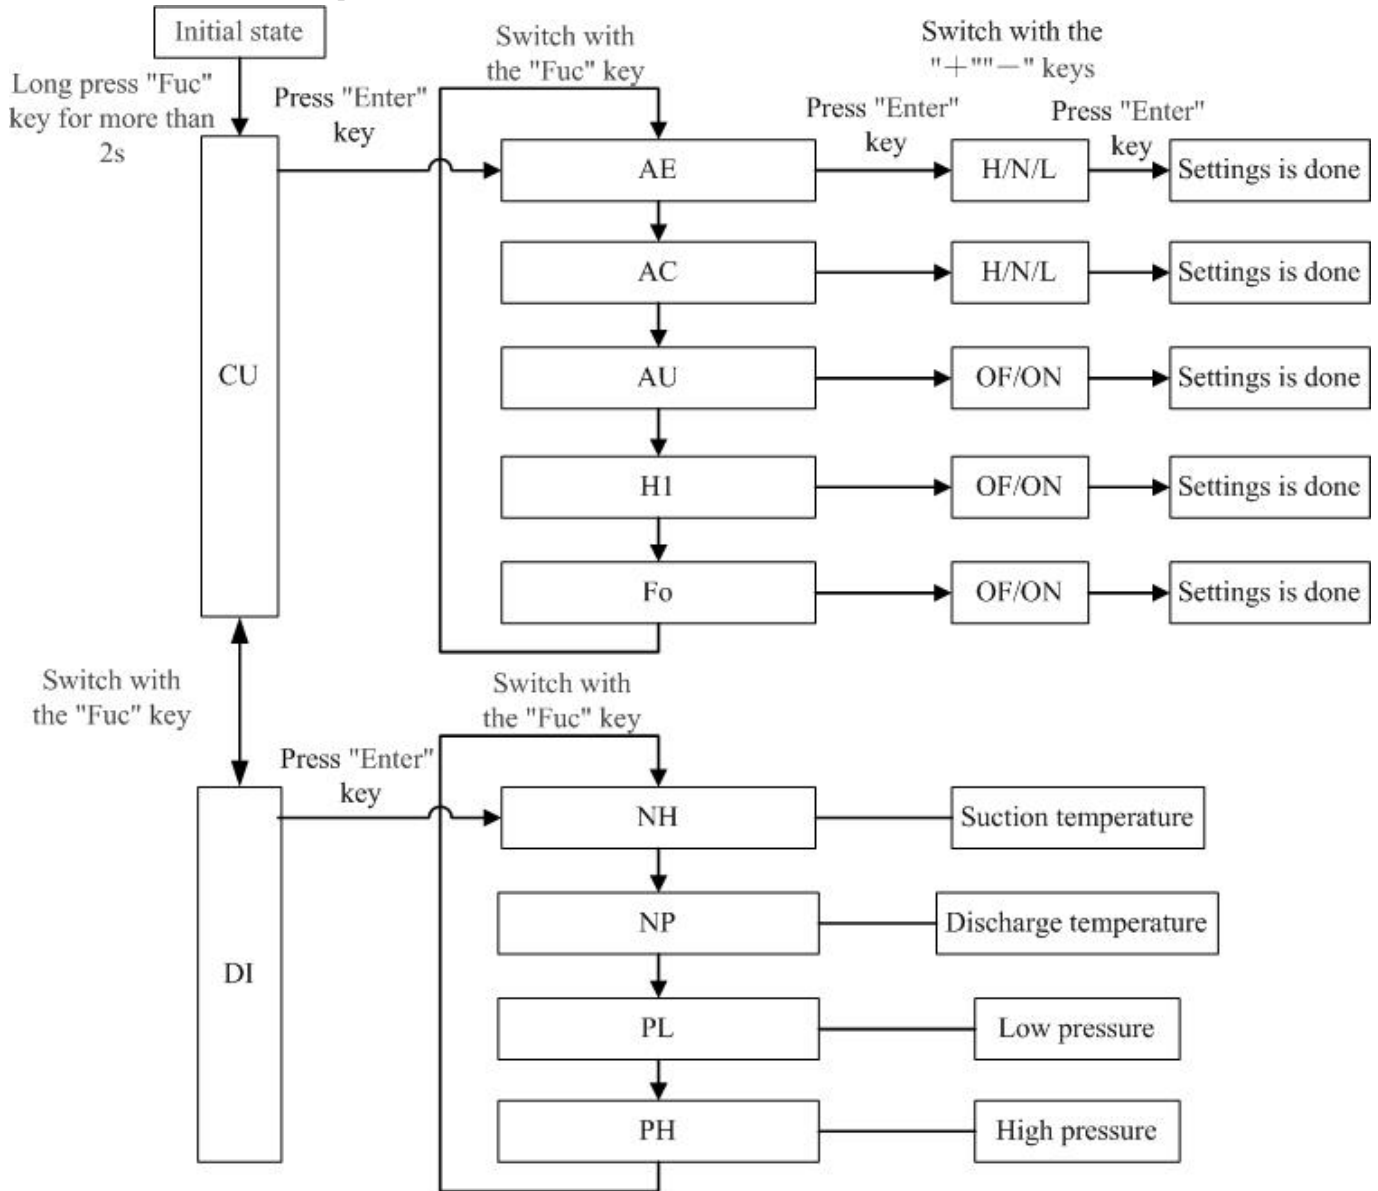 Initial state
Long press "Fuc"
key for more than
2s
Press "Enter"
key
Switch with
the "Fuc" key
Switch with the
"+""－" keys
Press "Enter"
key
Press "Enter"
key
CU
AE
H/N/L
Settings is done
AC
H/N/L
Settings is done
AU
OF/ON
Settings is done
H1
OF/ON
Settings is done
Fo
OF/ON
Settings is done
Switch with
the "Fuc" key
Switch with
the "Fuc" key
Press "Enter"
key
DI
NH
Suction temperature
NP
Discharge temperature
PL
Low pressure
PH
High pressure